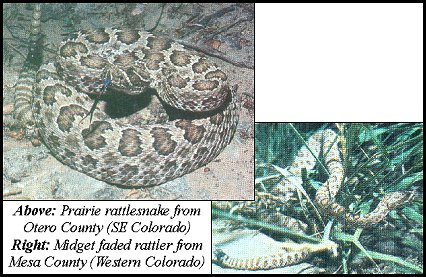 Above: Prairie rattlesnake from
Otero County (SE Colorado)
Right: Midget faded rattler from
Mesa County (Western Colorado)